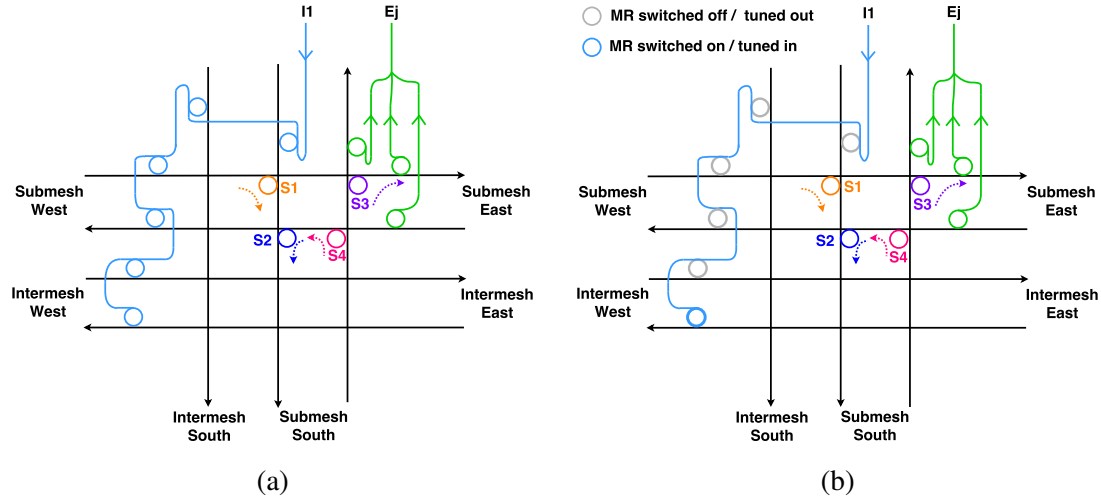 I1
Ej
S1
S3
S2
S4
Submesh
West
Submesh
East
Intermesh
West
Intermesh
East
Intermesh
South
Submesh
South
(a)
MR switched off / tuned out
MR switched on / tuned in
I1
Ej
S1
S3
S2
S4
Submesh
West
Submesh
East
Intermesh
West
Intermesh
East
Intermesh
South
Submesh
South
(b)